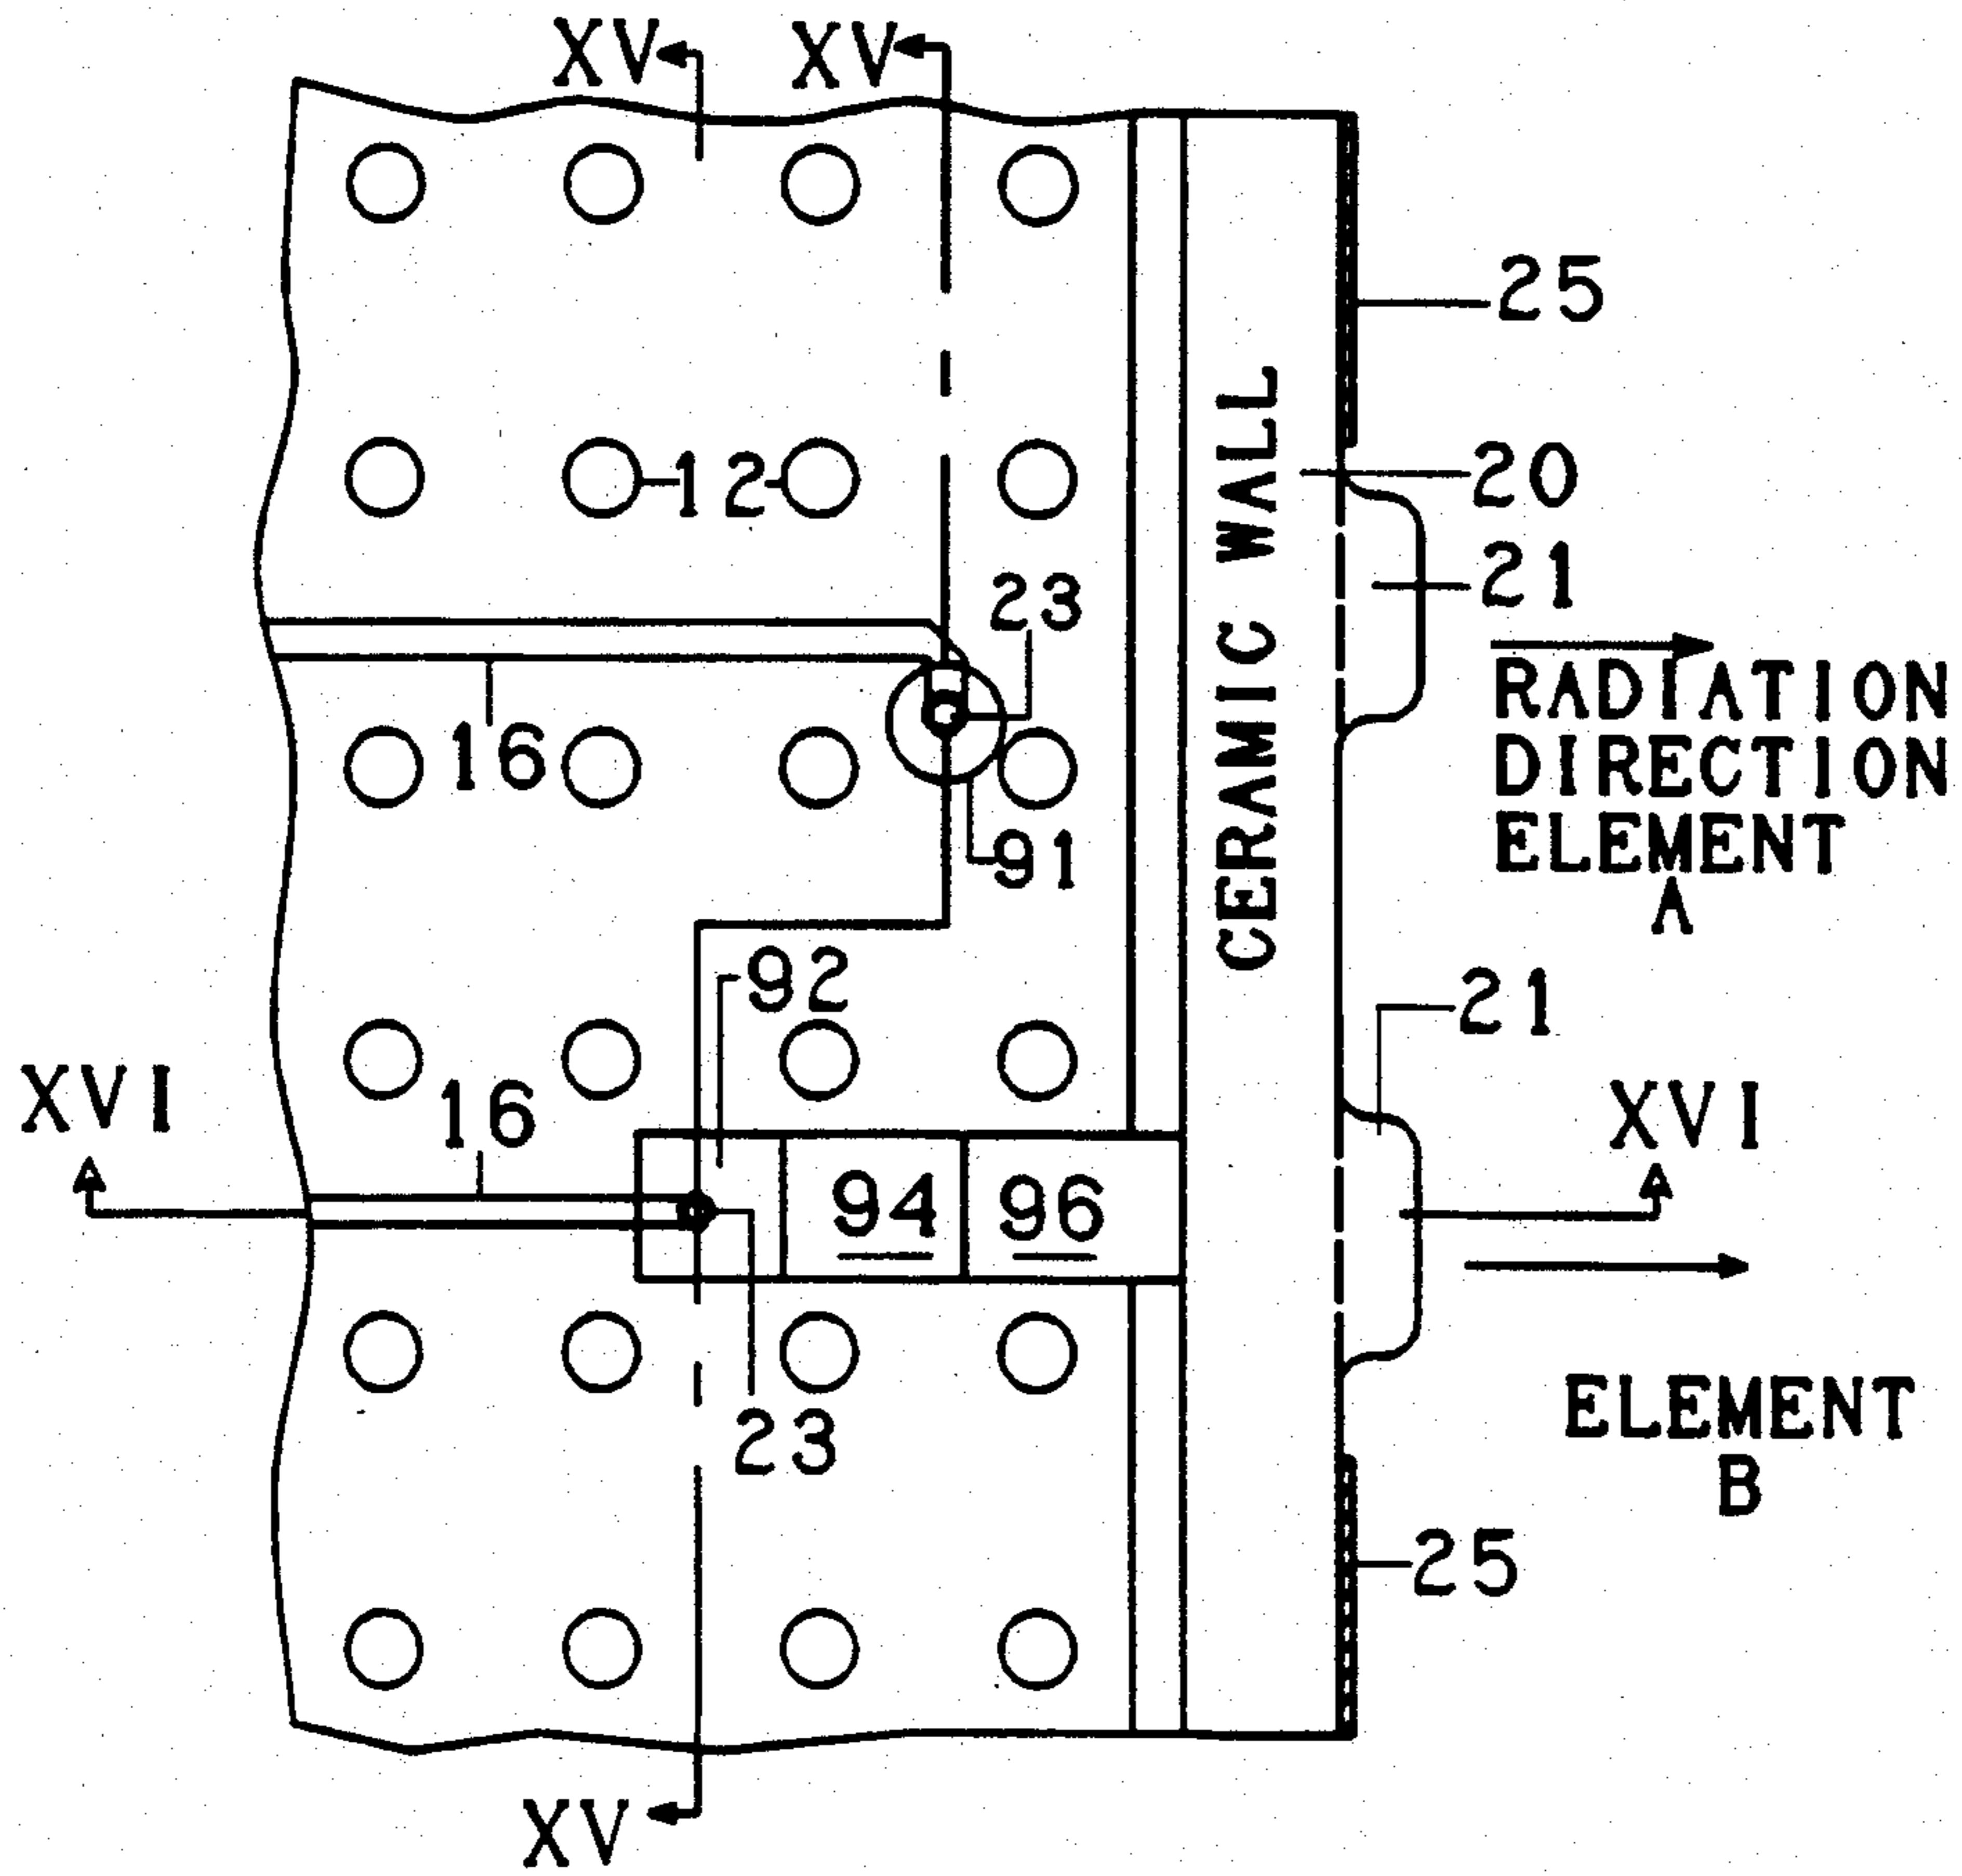 XV XV
25
12
20
21
23
CERAMIC WALL
16
RADIATION
DIRECTION
ELEMENT
A
91
92
21
XVI
16
XVI
94 96
ELEMENT
B
23
25
XV